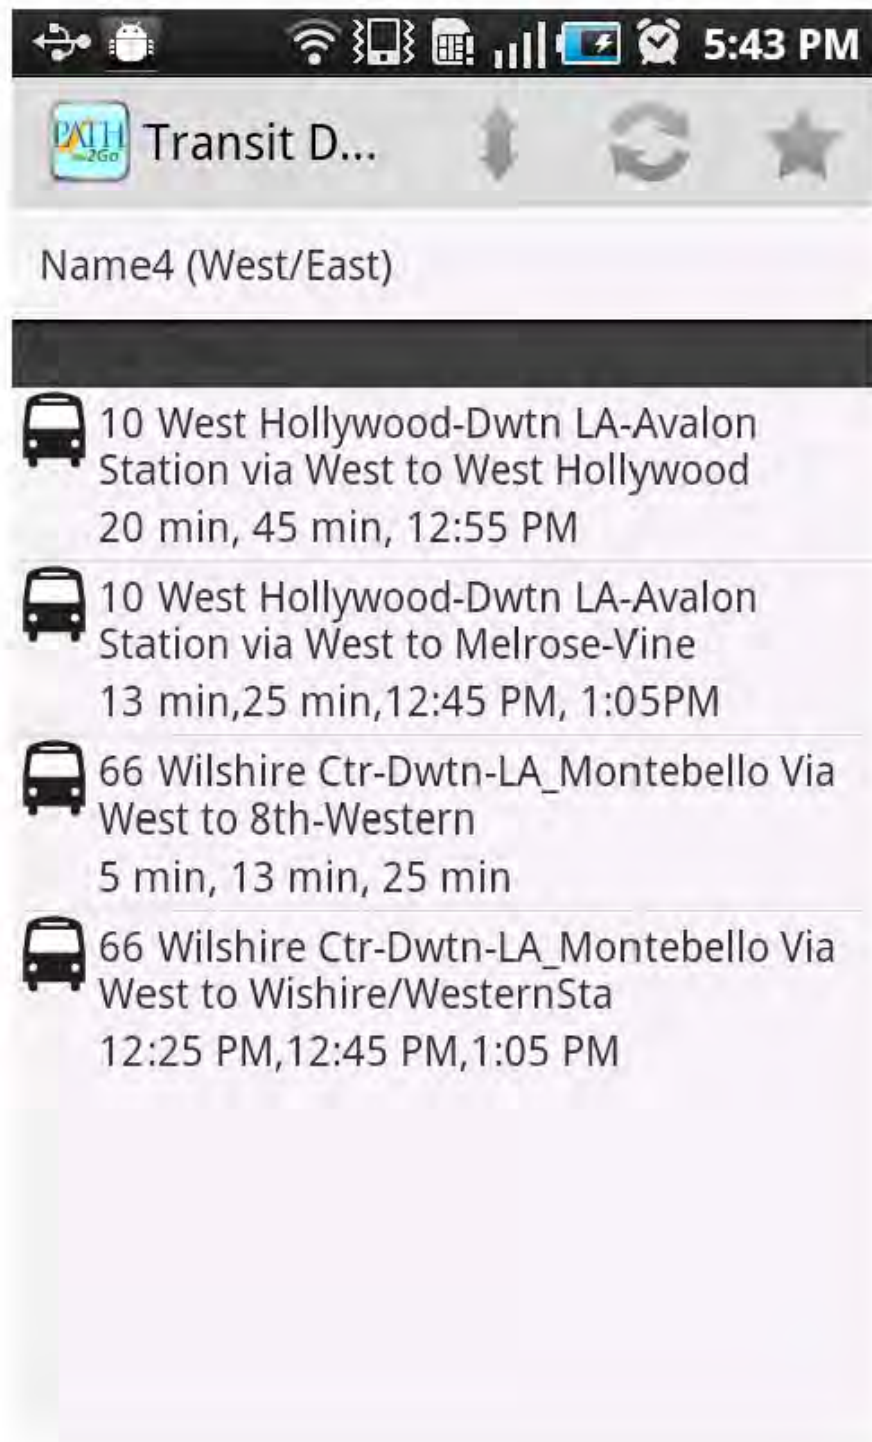 5:43 PM
PATH
2Go
Transit D...
Name4 (West/East)
10 West Hollywood-Dwtn LA-Avalon
Station via West to West Hollywood
20 min, 45 min, 12:55 PM
10 West Hollywood-Dwtn LA-Avalon
Station via West to Melrose-Vine
13 min,25 min,12:45 PM, 1:05PM
66 Wilshire Ctr-Dwtn-LA_Montebello Via
West to 8th-Western
5 min, 13 min, 25 min
66 Wilshire Ctr-Dwtn-LA_Montebello Via
West to Wishire/WesternSta
12:25 PM,12:45 PM,1:05 PM